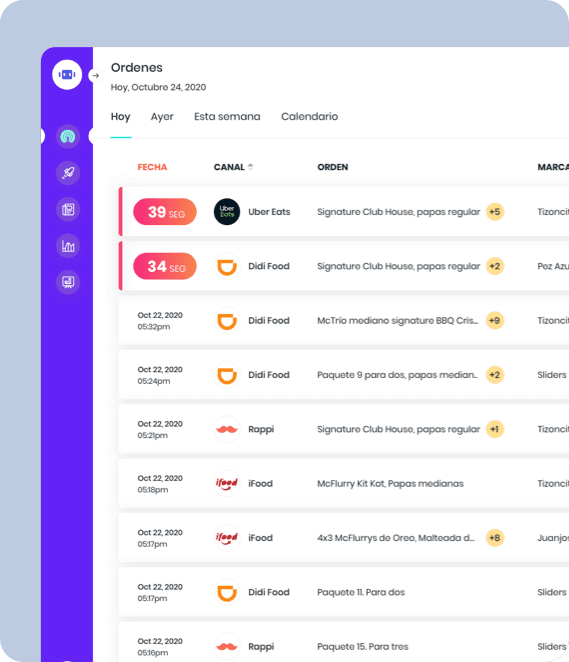 Ordenes
Hoy, Octubre 24, 2020
Hoy Ayer Esta semana Calendario
FECHA CANAL ORDEN MARCA
39 SEG Uber Eats Uber Eats Signature Club House, papas regular +5 Tizoncit
34 SEG Didi Food Signature Club House, papas regular +2 Pez Azu
Oct 22, 2020
05:32pm
Didi Food McTrío mediano signature BBQ Cris... +9 Tizoncit
Oct 22, 2020
05:24pm
Didi Food Paquete 9 para dos, papas median.. +2 Sliders
Oct 22, 2020
05:21pm
Rappi Signature Club House, papas regular +1 Tizoncit
Oct 22, 2020
05:18pm
ifood iFood McFlurry Kit Kat, Papas medianas Tizoncit
Oct 22, 2020
05:17pm
ifood iFood 4x3 McFlurrys de Oreo, Malteada d... +8 Juanjos
Oct 22, 2020
05:17pm
Didi Food Paquete 11. Para dos Sliders
Oct 22, 2020
05:16pm
Rappi Paquete 15. Para tres Sliders